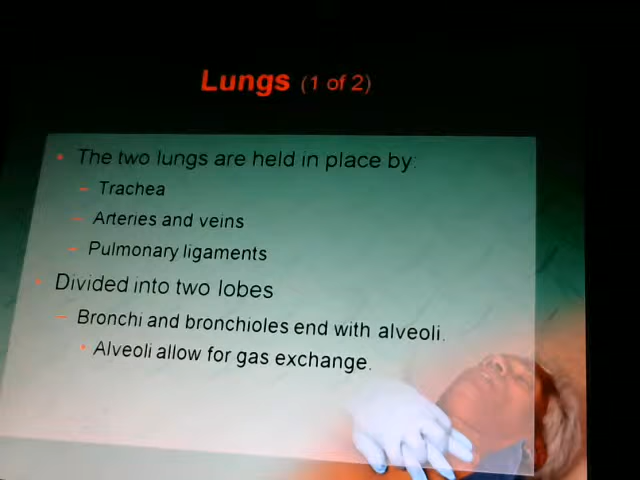 Lungs (1 of 2)
• The two lungs are held in place by:
– Trachea
– Arteries and veins
– Pulmonary ligaments
• Divided into two lobes
– Bronchi and bronchioles end with alveoli.
• Alveoli allow for gas exchange.